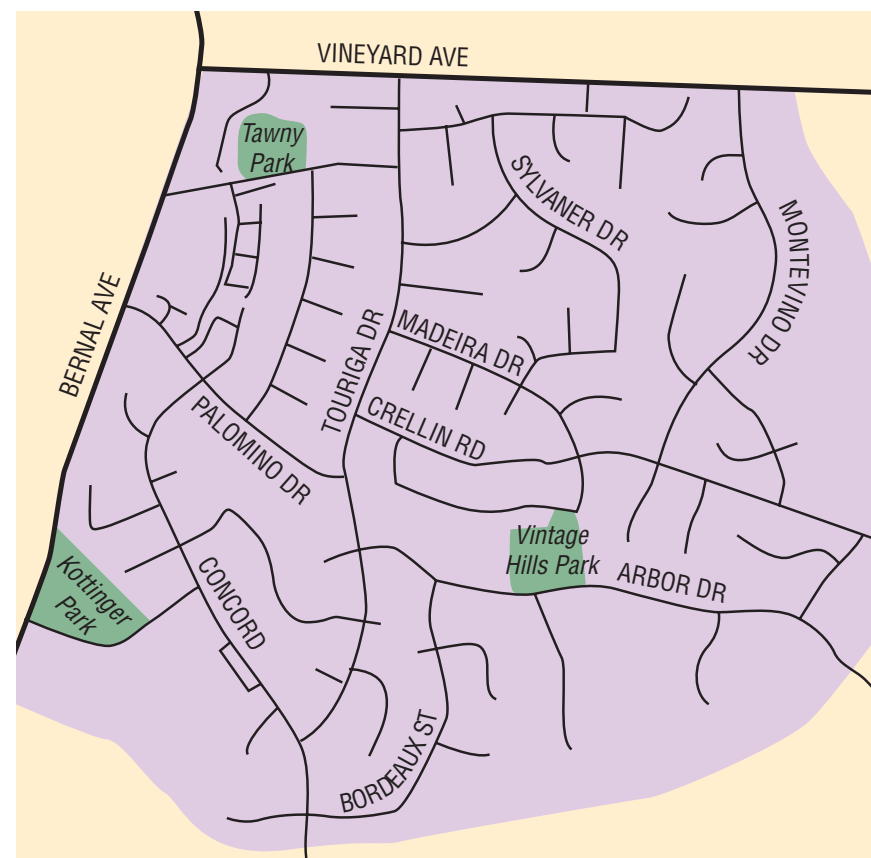 VINEYARD AVE
Tawny
Park
SYLVANER DR
MONTEVINO DR
BERNAL AVE
MADEIRA DR
TOURIGA DR
CRELLIN RD
PALOMINO DR
Vintage
Hills Park
ARBOR DR
Kottinger
Park
CONCORD
BORDEAUX ST